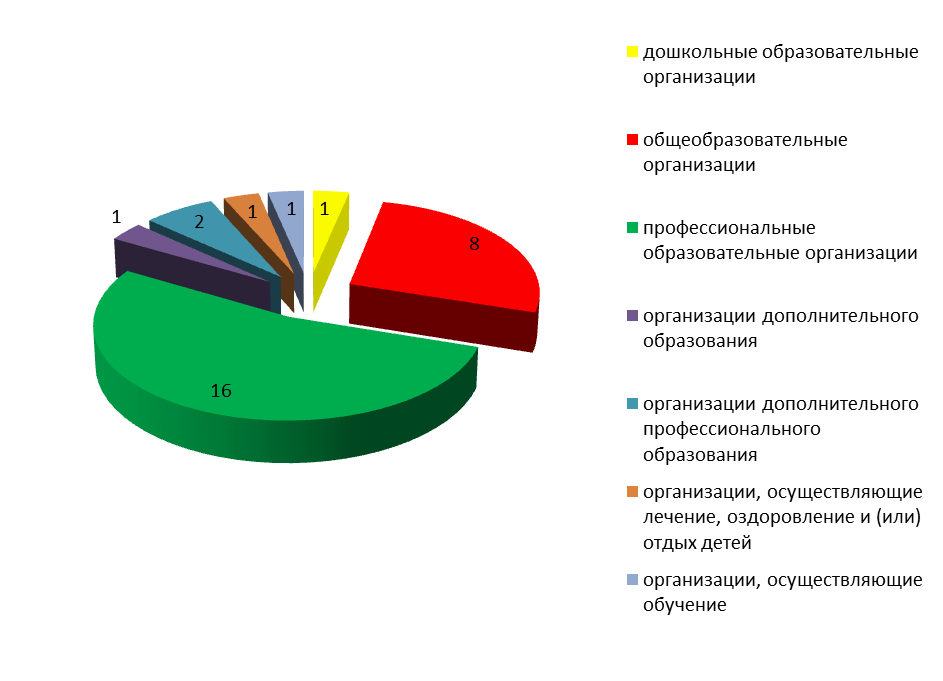 1
2
1
1
1
8
16
дошкольные образовательные
организации
общеобразовательные
организации
профессиональные
образовательные организации
организации дополнительного
образования
организации дополнительного
профессионального
образования
организации, осуществляющие
лечение, оздоровление и (или)
отдых детей
организации, осуществляющие
обучение